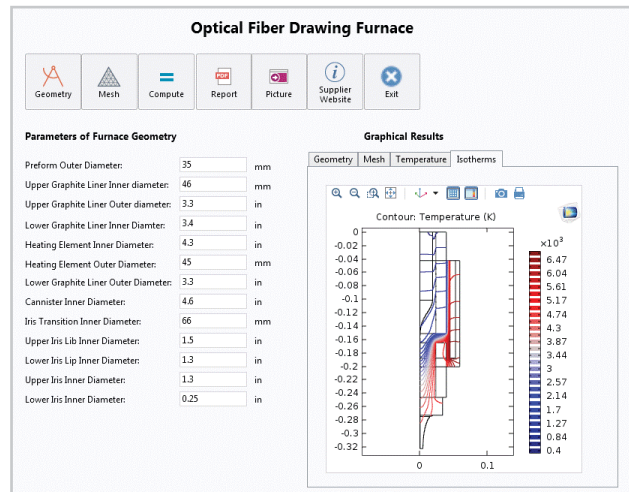 Optical Fiber Drawing Furnace
Geometry Mesh Compute Report Picture Supplier Website Exit
PDF
Parameters of Furnace Geometry
Preform Outer Diameter: 35 mm
Upper Graphite Liner Inner diameter: 46 mm
Upper Graphite Liner Outer diameter: 3.3 in
Lower Graphite Liner Inner Diamter: 3.4 in
Heating Element Inner Diameter: 4.3 in
Heating Element Outer Diameter: 45 mm
Lower Graphite Liner Outer Diameter: 3.3 in
Cannister Inner Diameter: 4.6 in
Iris Transition Inner Diameter: 66 mm
Upper Iris Lib Inner Diameter: 1.5 in
Lower Iris Lip Inner Diameter: 1.3 in
Upper Iris Inner Diameter: 1.3 in
Lower Iris Inner Diameter: 0.25 in
Graphical Results
Geometry Mesh Temperature Isotherms
Contour: Temperature (K)
0
-0.02
-0.04
-0.06
-0.08
-0.1
-0.12
-0.14
-0.16
-0.18
-0.2
-0.22
-0.24
-0.26
-0.28
-0.3
-0.32
0 0.1
×10³
6.47
6.04
5.61
5.17
4.74
4.3
3.87
3.44
3
2.57
2.14
1.7
1.27
0.84
0.4